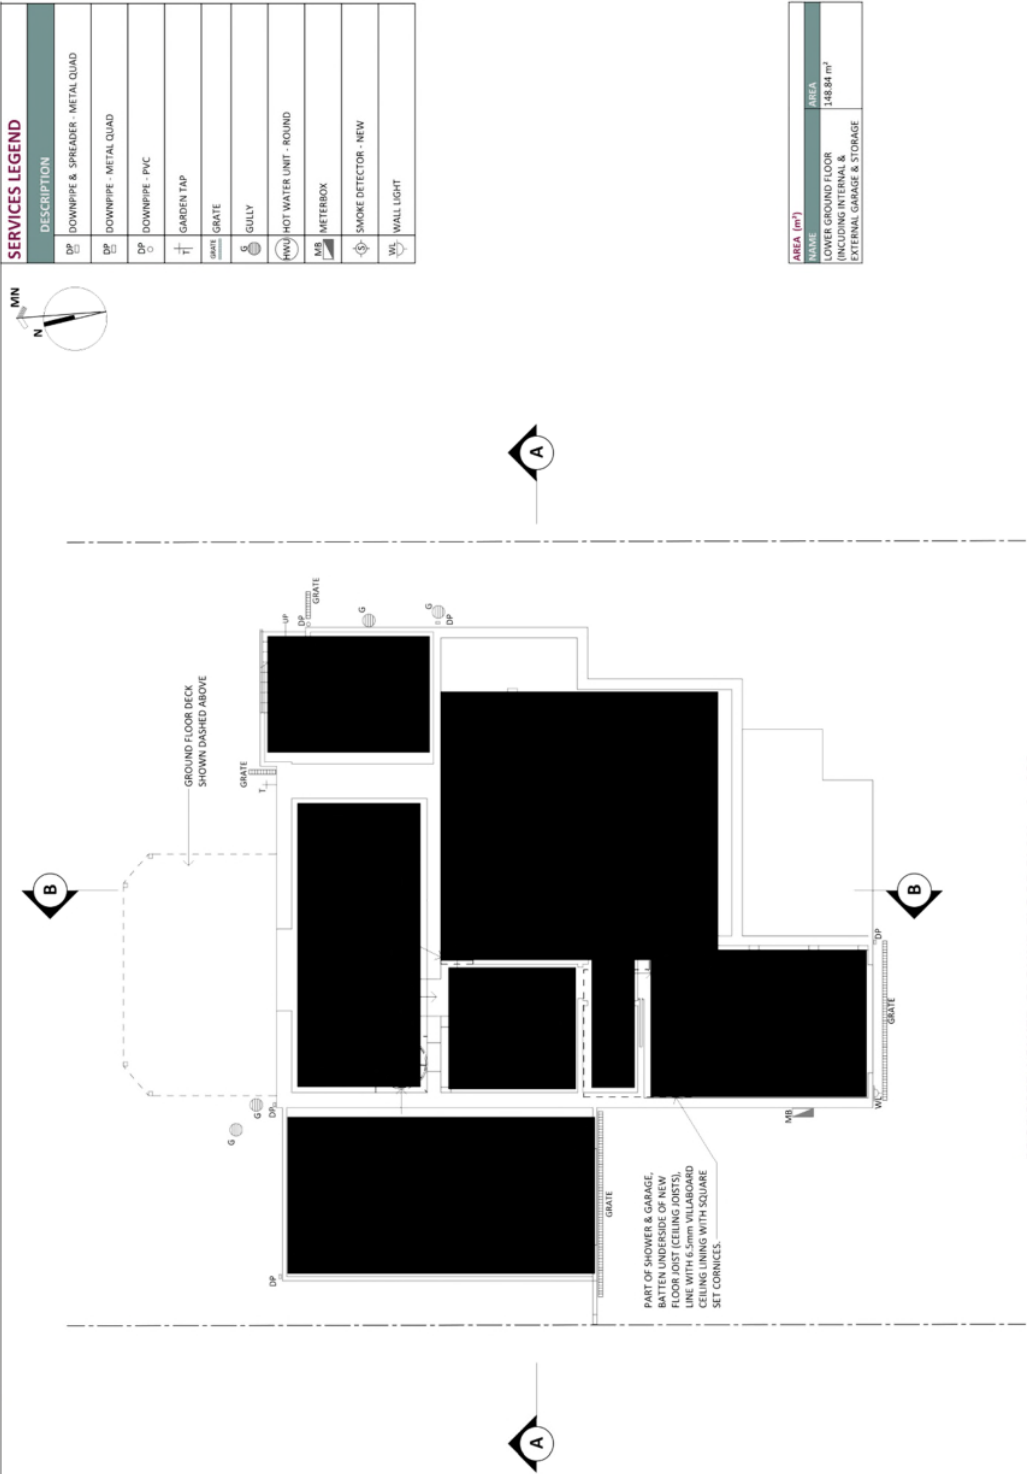 SERVICES LEGEND
DESCRIPTION
DP DOWNPIPE & SPREADER - METAL QUAD
DP DOWNPIPE - METAL QUAD
DP DOWNPIPE - PVC
T GARDEN TAP
GRATE GRATE
G GULLY
HWU HOT WATER UNIT - ROUND
MB METERBOX
S SMOKE DETECTOR - NEW
WL WALL LIGHT
MN
N
AREA (m²)
NAME AREA
LOWER GROUND FLOOR 148.84 m²
(INCUDING INTERNAL &
EXTERNAL GARAGE & STORAGE
A
A
B
B
GROUND FLOOR DECK
SHOWN DASHED ABOVE
GRATE
T
UP
DP
GRATE
G
G
DP
G
G
DP
DP
GRATE
PART OF SHOWER & GARAGE,
BATTEN UNDERSIDE OF NEW
FLOOR JOIST (CEILING JOISTS),
LINE WITH 6.5mm VILLABOARD
CEILING LINING WITH SQUARE
SET CORNICES.
MB
WL
GRATE
DP